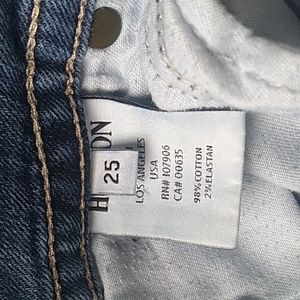 25
LOS ANGELES
USA
RN# 107906
CA# 00635
98% COTTON
2% ELASTAN